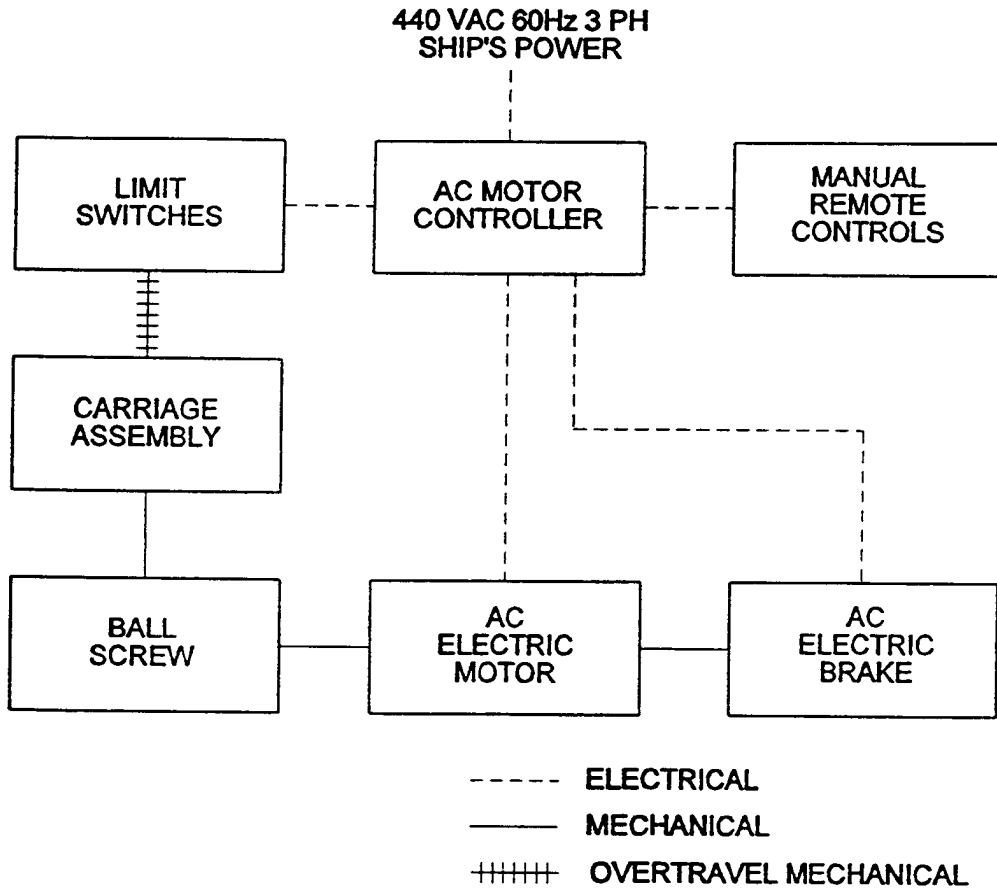 440 VAC 60Hz 3 PH
SHIP'S POWER
LIMIT
SWITCHES
AC MOTOR
CONTROLLER
MANUAL
REMOTE
CONTROLS
CARRIAGE
ASSEMBLY
BALL
SCREW
AC
ELECTRIC
MOTOR
AC
ELECTRIC
BRAKE
ELECTRICAL
MECHANICAL
OVERTRAVEL MECHANICAL